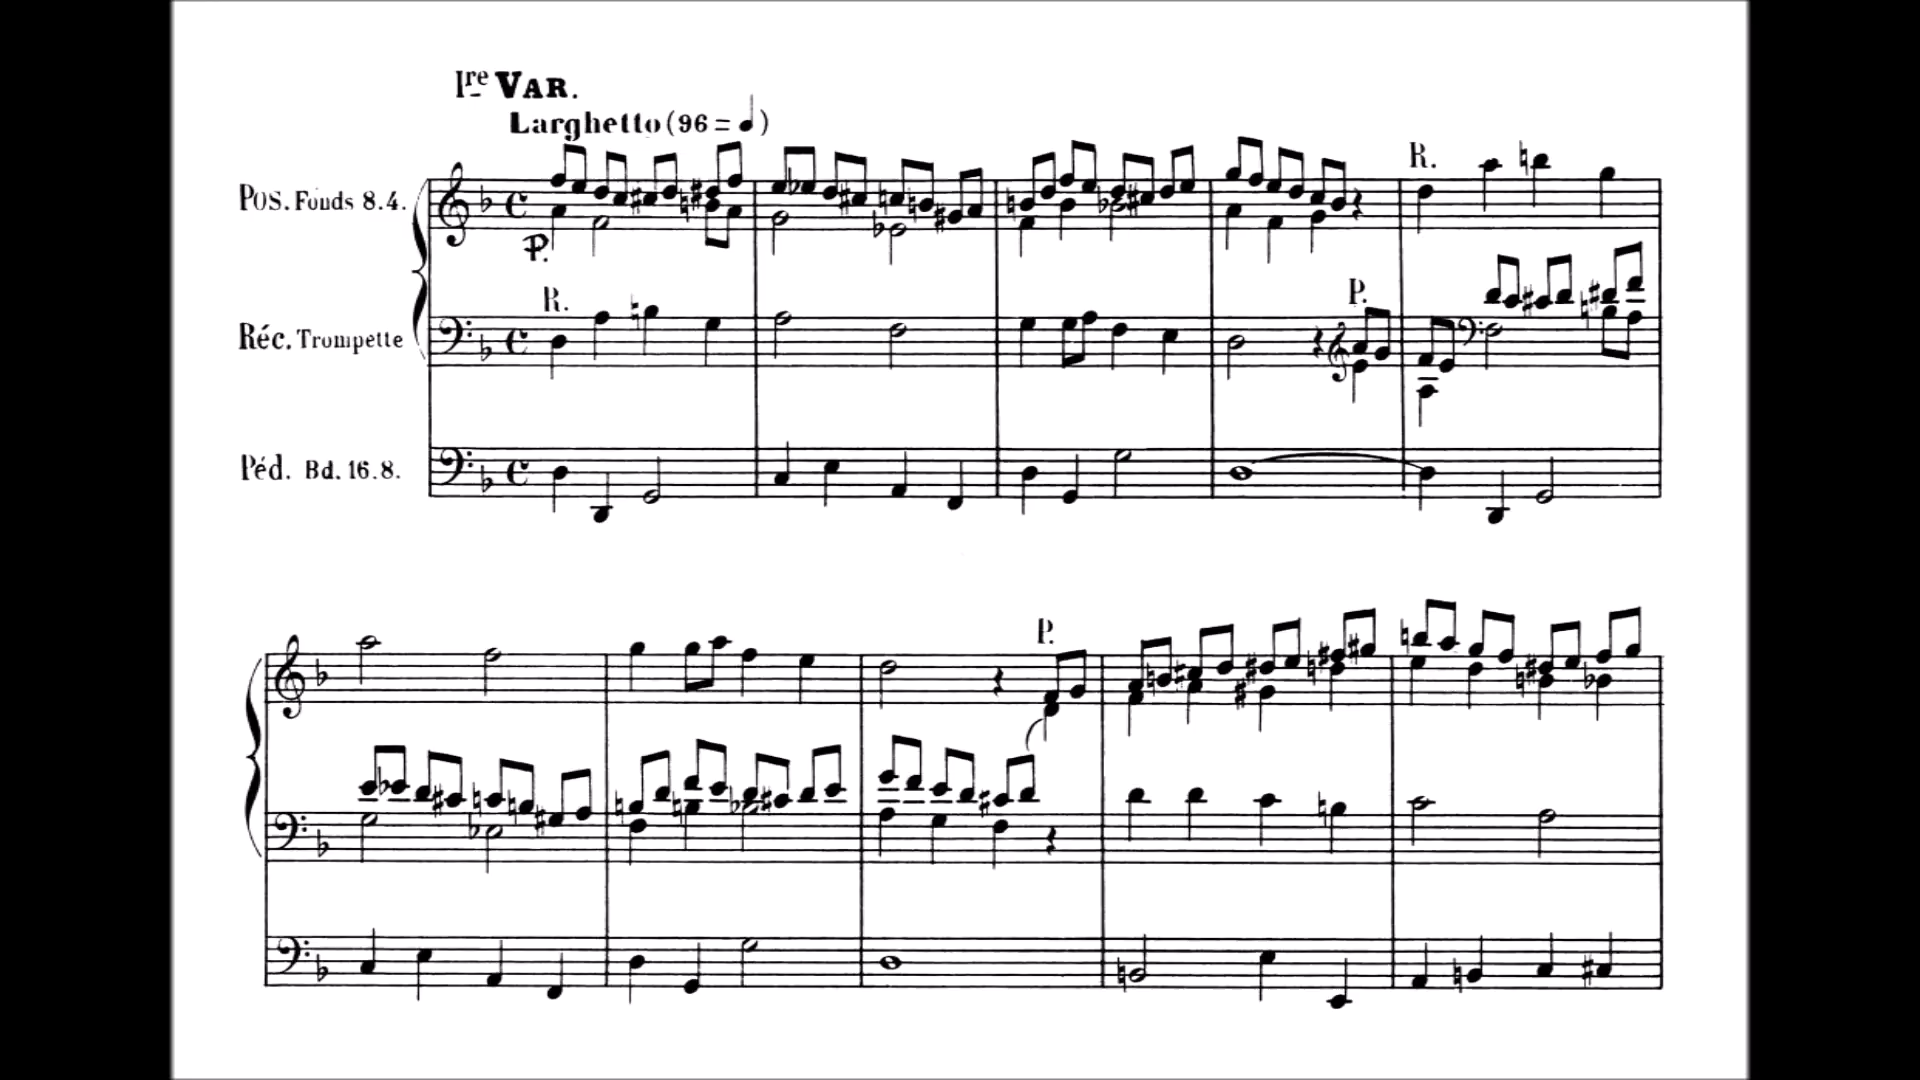 Ire VAR.
Larghetto (96 = ♩)
POS. Fonds 8.4.
P.
R.
R.
P.
Réc. Trompette
Péd. Bd. 16.8.
P.